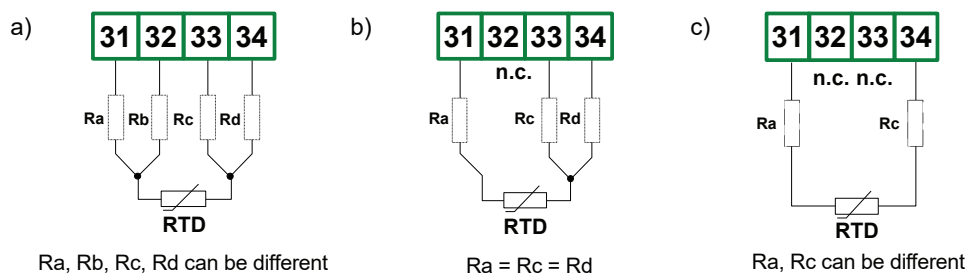 a)
31 32 33 34
Ra Rb Rc Rd
RTD
Ra, Rb, Rc, Rd can be different
b)
31 32 33 34
n.c.
Ra Rc Rd
RTD
Ra = Rc = Rd
c)
31 32 33 34
n.c. n.c.
Ra Rc
RTD
Ra, Rc can be different